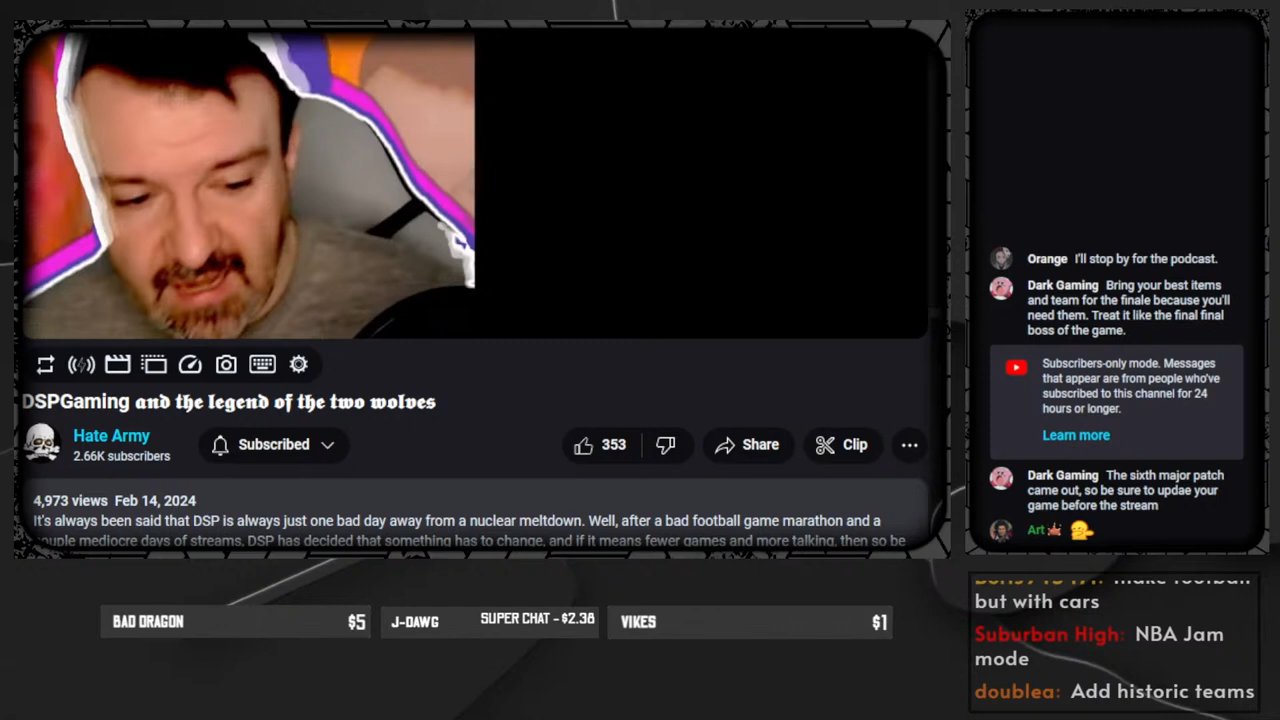 DSPGaming 𝖆𝖓𝖉 𝖙𝖍𝖊 𝖑𝖊𝖌𝖊𝖓𝖉 𝖔𝖋 𝖙𝖍𝖊 𝖙𝖜𝖔 𝖜𝖔𝖑𝖛𝖊𝖘
Hate Army
2.66K subscribers
Subscribed
353
Share
Clip
4,973 views Feb 14, 2024
It's always been said that DSP is always just one bad day away from a nuclear meltdown. Well, after a bad football game marathon and a
couple mediocre days of streams, DSP has decided that something has to change, and if it means fewer games and more talking, then so be
BAD DRAGON $5
J-DAWG SUPER CHAT - $2.38
VIKES $1
Orange I'll stop by for the podcast.
Dark Gaming Bring your best items
and team for the finale because you'll
need them. Treat it like the final final
boss of the game.
Subscribers-only mode. Messages
that appear are from people who've
subscribed to this channel for 24
hours or longer.
Learn more
Dark Gaming The sixth major patch
came out, so be sure to updae your
game before the stream
Art
make football
but with cars
Suburban High: NBA Jam
mode
doublea: Add historic teams